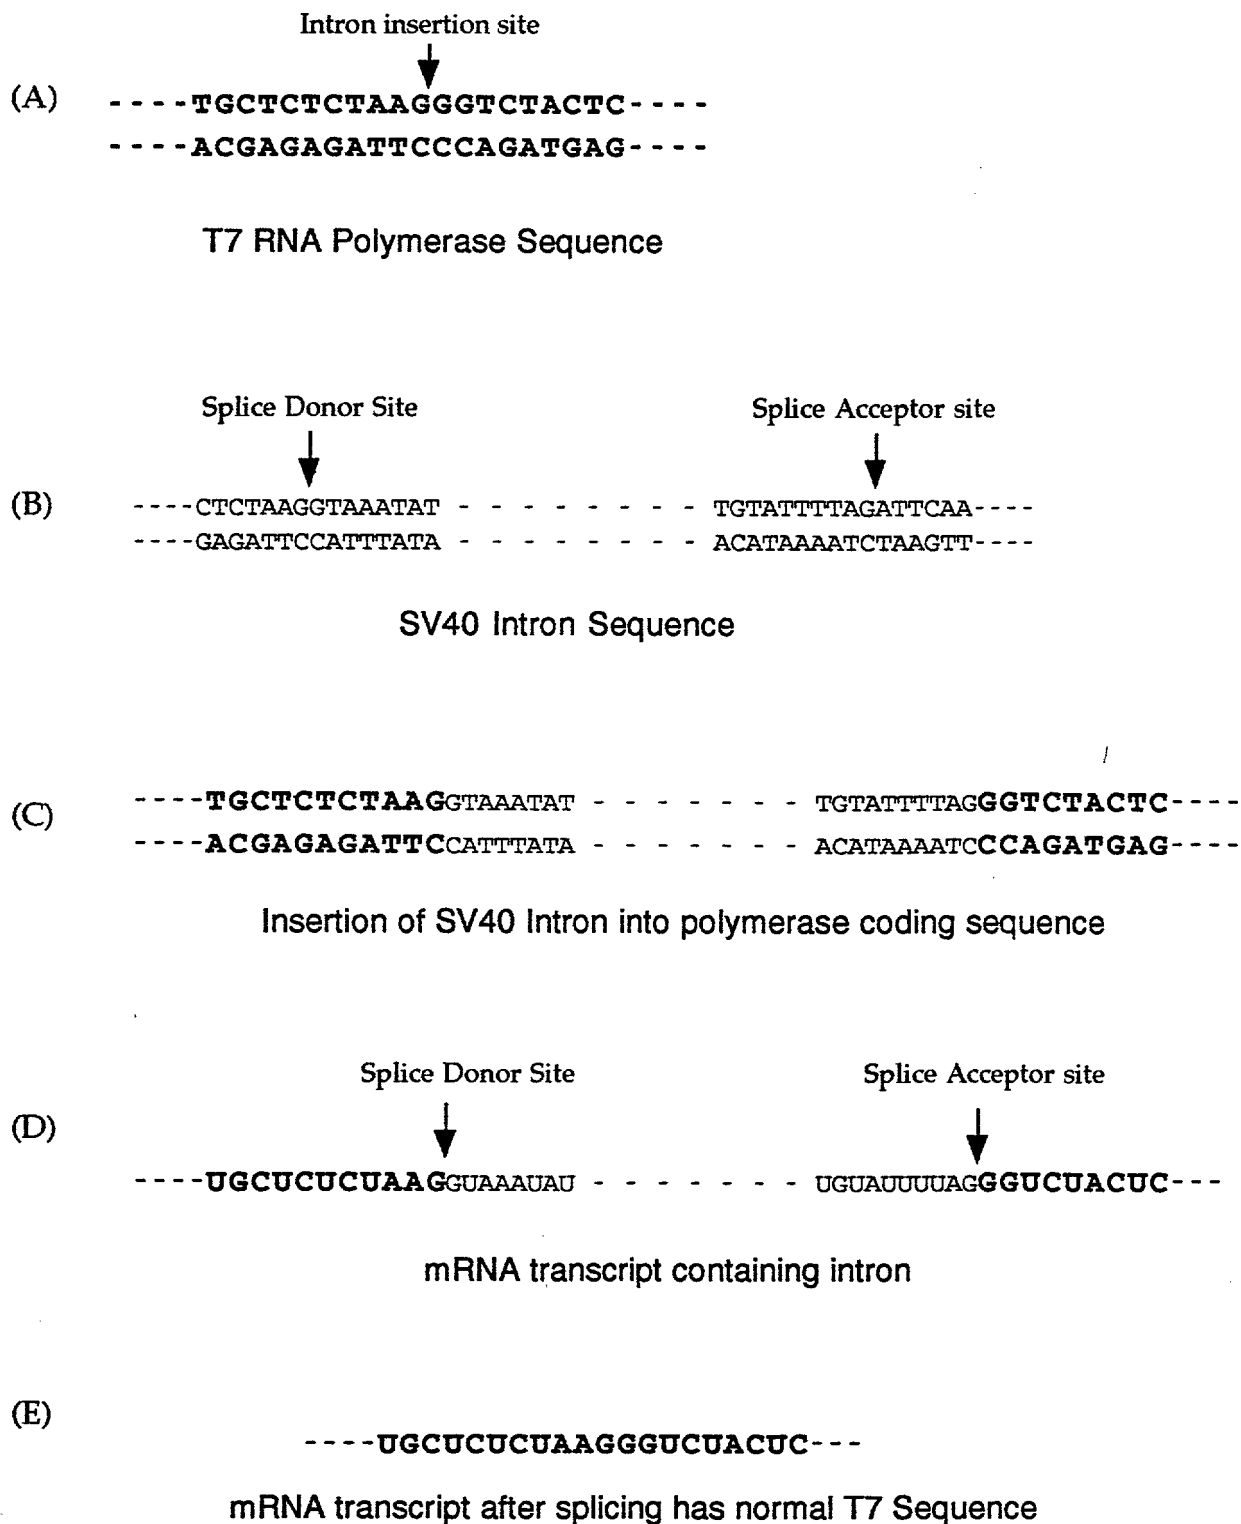 Intron insertion site
(A) ----TGCTCTCTAAGGGTCTACTC----
----ACGAGAGATTCCCAGATGAG----
T7 RNA Polymerase Sequence
Splice Donor Site Splice Acceptor site
(B) ----CTCTAAGGTAAATAT - - - - - - - - TGTATTTTAGATTCAA----
----GAGATTCCATTTATA - - - - - - - - ACATAAAATCTAAGTT----
SV40 Intron Sequence
(C) ----TGCTCTCTAAGGTAAATAT - - - - - - - TGTATTTTAGGGTCTACTC----
----ACGAGAGATTCCATTTATA - - - - - - - ACATAAAATCCCAGATGAG----
Insertion of SV40 Intron into polymerase coding sequence
Splice Donor Site Splice Acceptor site
(D) ----UGCUCUCUAAGGUAAAUAU - - - - - - - UGUAUUUUAGGGUCUACUC---
mRNA transcript containing intron
(E) ----UGCUCUCUAAGGGUCUACUC---
mRNA transcript after splicing has normal T7 Sequence